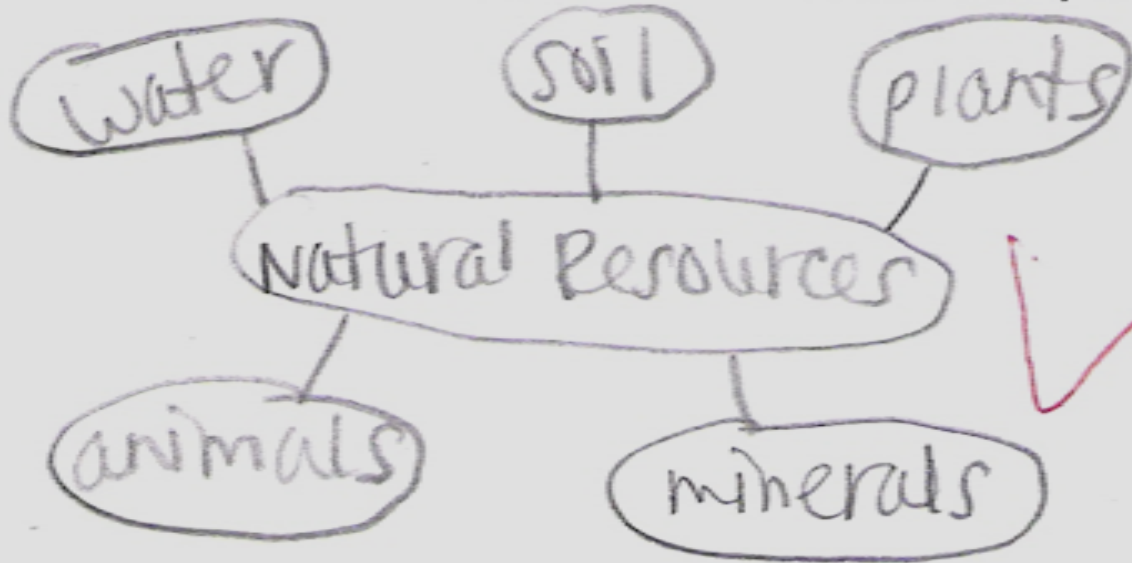 water
soil
plants
Natural Resources
animals
minerals